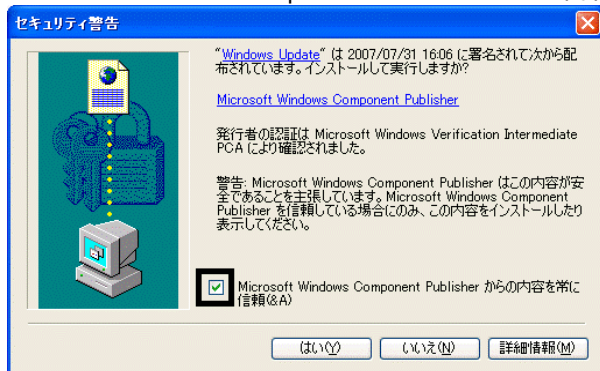 セキュリティ警告
"Windows Update" は 2007/07/31 16:06 に署名されて次から配
布されています。インストールして実行しますか?
Microsoft Windows Component Publisher
発行者の認証は Microsoft Windows Verification Intermediate
PCA により確認されました。
警告: Microsoft Windows Component Publisher はこの内容が安
全であることを主張しています。Microsoft Windows Component
Publisher を信頼している場合にのみ、この内容をインストールしたり
表示してください。
Microsoft Windows Component Publisher からの内容を常に
信頼(&A)
はい(Y)
いいえ(N)
詳細情報(M)